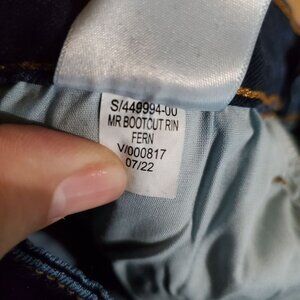 S/449994-00
MR BOOTCUT RIN
FERN
V/000817
07/22